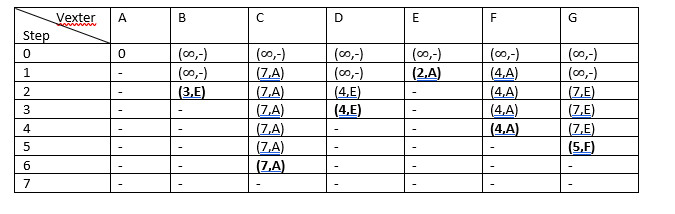 Vexter A B C D E F G
Step
0 0 (∞,-) (∞,-) (∞,-) (∞,-) (∞,-) (∞,-)
1 - (∞,-) (7,A) (∞,-) (2,A) (4,A) (∞,-)
2 - (3,E) (7,A) (4,E) - (4,A) (7,E)
3 - - (7,A) (4,E) - (4,A) (7,E)
4 - - (7,A) - - (4,A) (7,E)
5 - - (7,A) - - - (5,F)
6 - - (7,A) - - - -
7 - - - - - - -